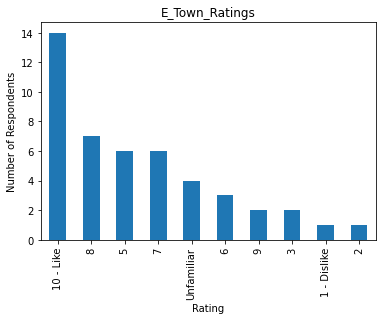 E_Town_Ratings
Number of Respondents
14
12
10
8
6
4
2
0
10 - Like
8
5
7
Unfamiliar
6
9
3
1 - Dislike
2
Rating